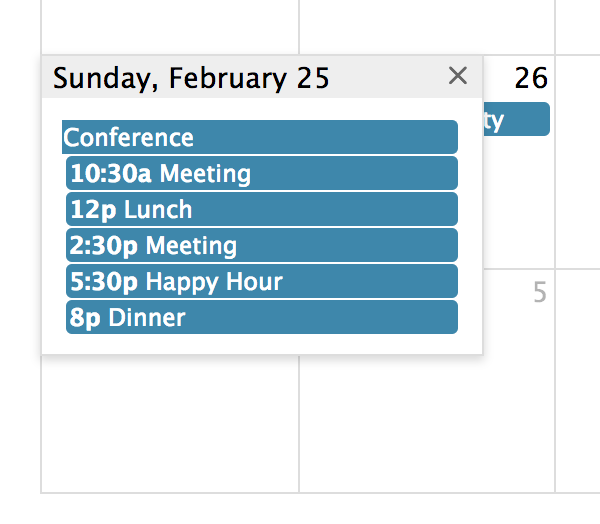 Sunday, February 25
26
Conference
10:30a Meeting
12p Lunch
2:30p Meeting
5:30p Happy Hour
8p Dinner
5